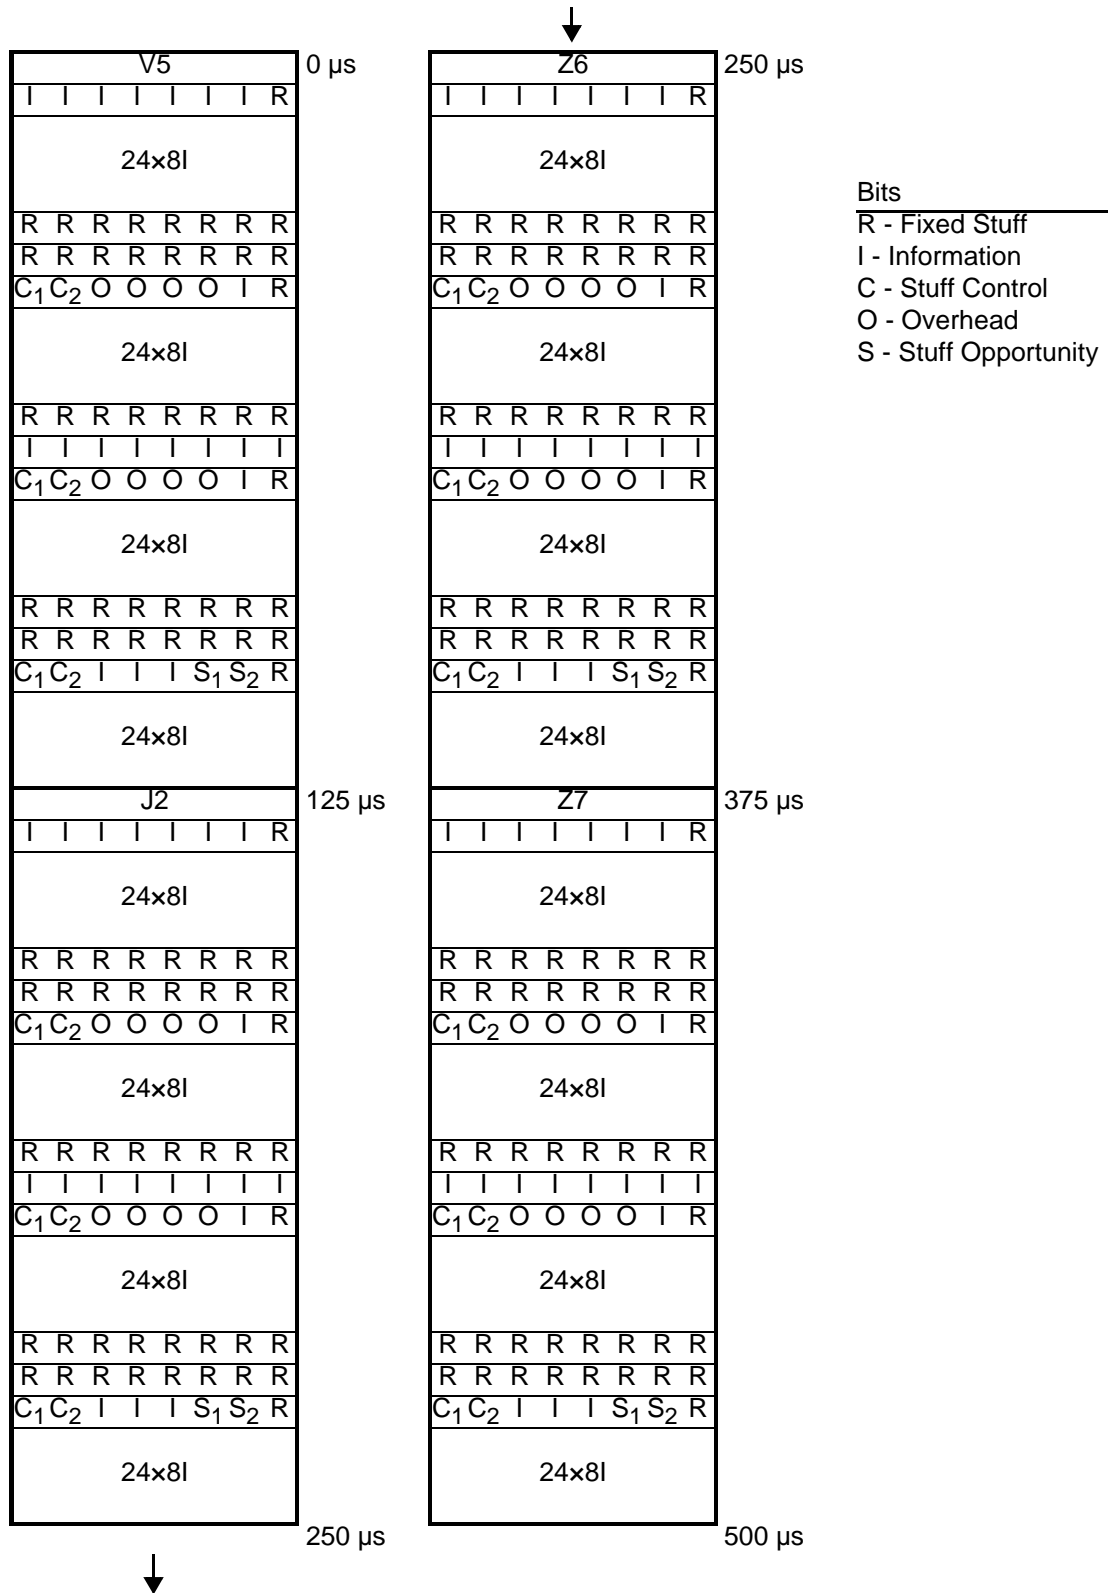 V5 0 µs
I I I I I I I R
24×8I
R R R R R R R R
R R R R R R R R
C1 C2 O O O O I R
24×8I
R R R R R R R R
I I I I I I I I
C1 C2 O O O O I R
24×8I
R R R R R R R R
R R R R R R R R
C1 C2 I I I S1 S2 R
24×8I
J2 125 µs
I I I I I I I R
24×8I
R R R R R R R R
R R R R R R R R
C1 C2 O O O O I R
24×8I
R R R R R R R R
I I I I I I I I
C1 C2 O O O O I R
24×8I
R R R R R R R R
R R R R R R R R
C1 C2 I I I S1 S2 R
24×8I
250 µs
Z6 250 µs
I I I I I I I R
24×8I
R R R R R R R R
R R R R R R R R
C1 C2 O O O O I R
24×8I
R R R R R R R R
I I I I I I I I
C1 C2 O O O O I R
24×8I
R R R R R R R R
R R R R R R R R
C1 C2 I I I S1 S2 R
24×8I
Z7 375 µs
I I I I I I I R
24×8I
R R R R R R R R
R R R R R R R R
C1 C2 O O O O I R
24×8I
R R R R R R R R
I I I I I I I I
C1 C2 O O O O I R
24×8I
R R R R R R R R
R R R R R R R R
C1 C2 I I I S1 S2 R
24×8I
500 µs
Bits
R - Fixed Stuff
I - Information
C - Stuff Control
O - Overhead
S - Stuff Opportunity